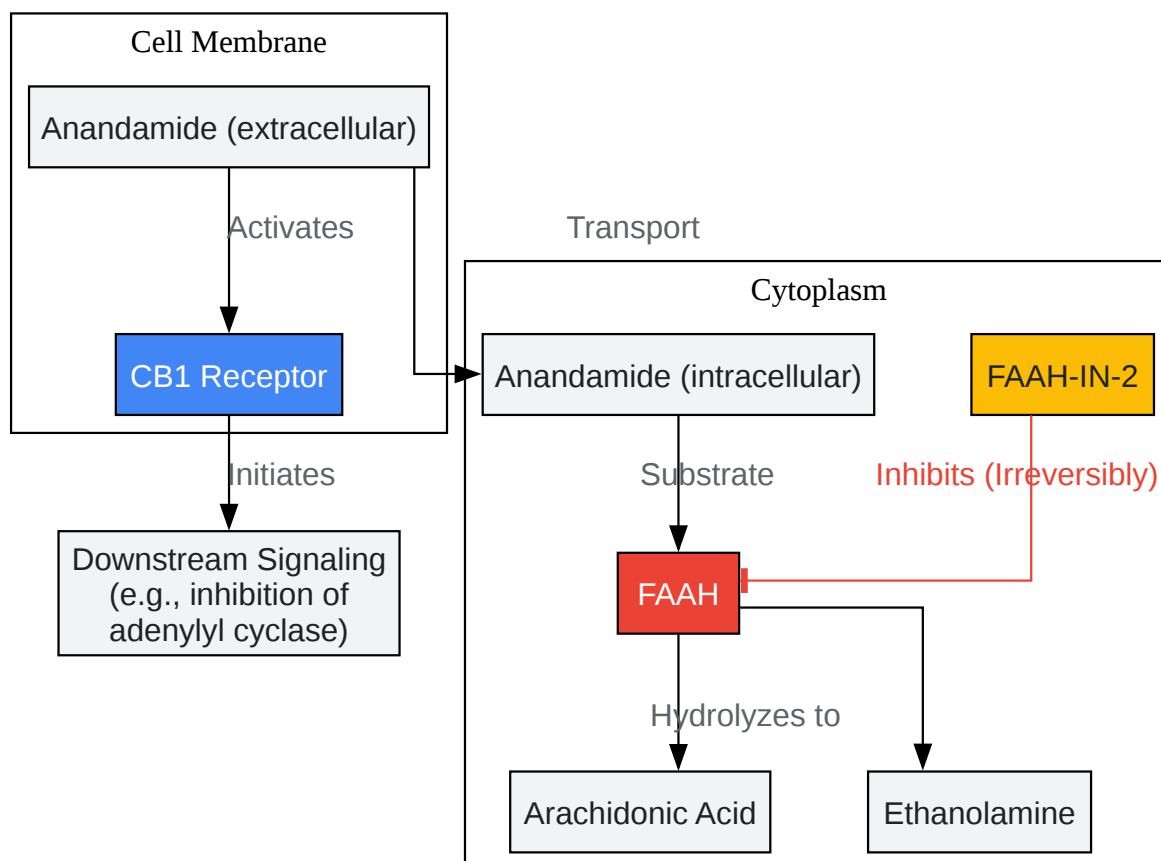 Cell Membrane
Anandamide (extracellular)
Activates
Transport
Cytoplasm
CB1 Receptor
Anandamide (intracellular)
FAAH-IN-2
Initiates
Substrate
Inhibits (Irreversibly)
Downstream Signaling
(e.g., inhibition of
adenylyl cyclase)
FAAH
Hydrolyzes to
Arachidonic Acid
Ethanolamine